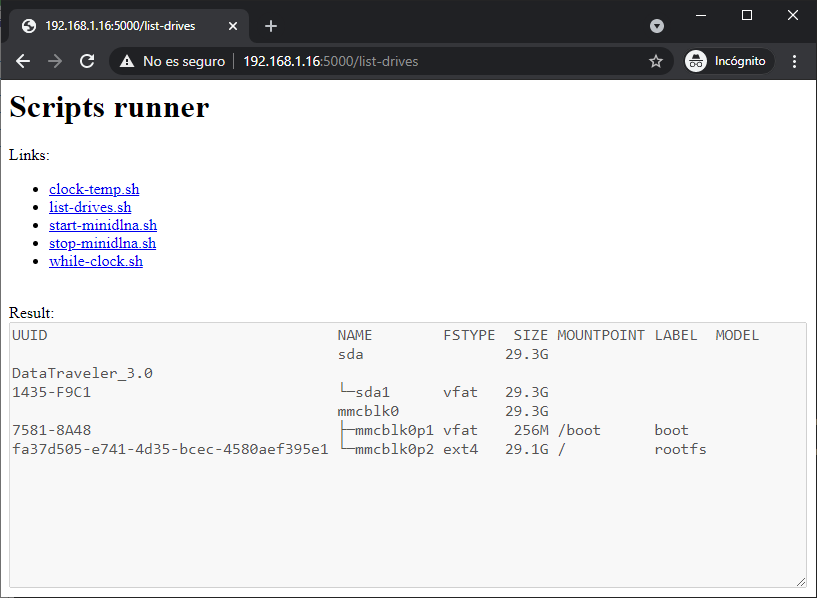 192.168.1.16:5000/list-drives
No es seguro
192.168.1.16:5000/list-drives
Incógnito
Scripts runner
Links:
clock-temp.sh
list-drives.sh
start-minidlna.sh
stop-minidlna.sh
while-clock.sh
Result:
UUID                                 NAME        FSTYPE  SIZE MOUNTPOINT LABEL  MODEL
                                     sda                29.3G
DataTraveler_3.0
1435-F9C1                            └─sda1      vfat   29.3G
                                     mmcblk0            29.3G
7581-8A48                            ├─mmcblk0p1 vfat    256M /boot      boot
fa37d505-e741-4d35-bcec-4580aef395e1 └─mmcblk0p2 ext4   29.1G /          rootfs